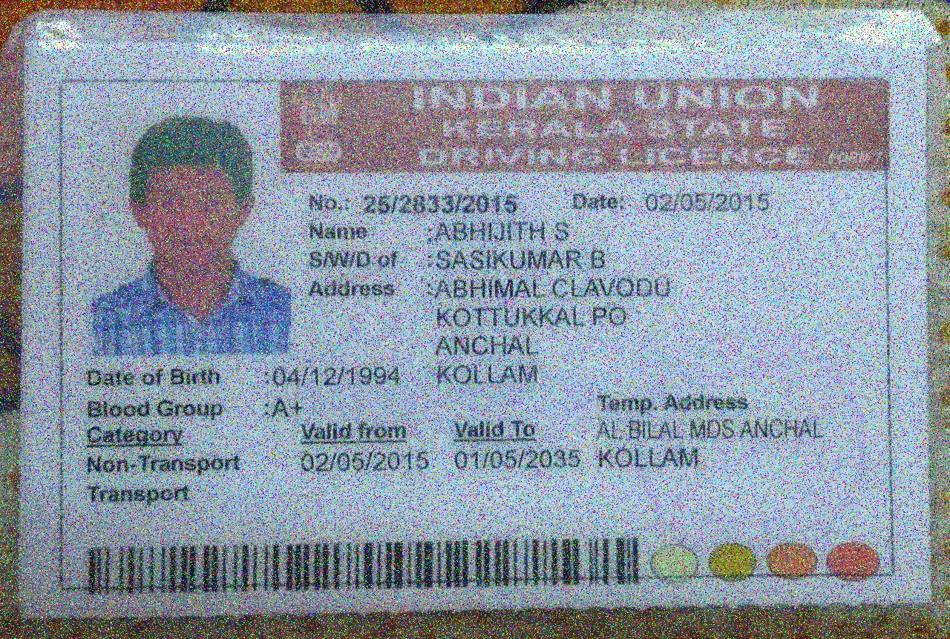 INDIAN UNION
KERALA STATE
DRIVING LICENCE FORM 7
No.: 25/2833/2015 Date: 02/05/2015
Name :ABHIJITH S
S/W/D of :SASIKUMAR B
Address :ABHIMAL CLAVODU
KOTTUKKAL PO
ANCHAL
Date of Birth :04/12/1994 KOLLAM
Blood Group :A+ Temp. Address
Category Valid from Valid To AL BILAL MDS ANCHAL
Non-Transport 02/05/2015 01/05/2035 KOLLAM
Transport